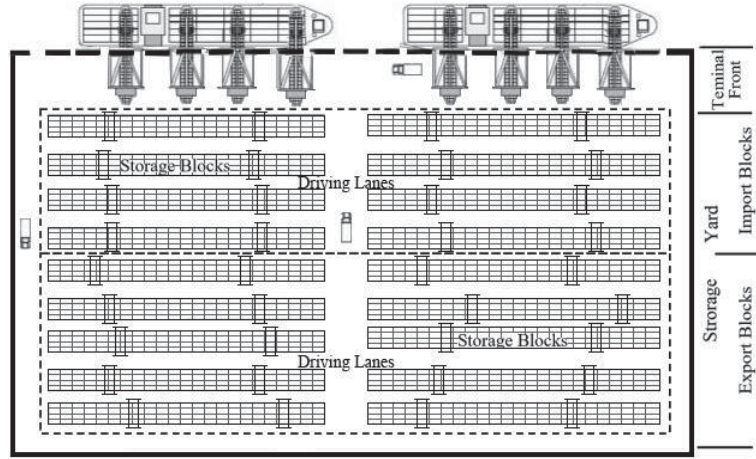 Teminal
Front
Storage Blocks
Driving Lanes
Import Blocks
Yard
Strorage
Storage Blocks
Driving Lanes
Export Blocks